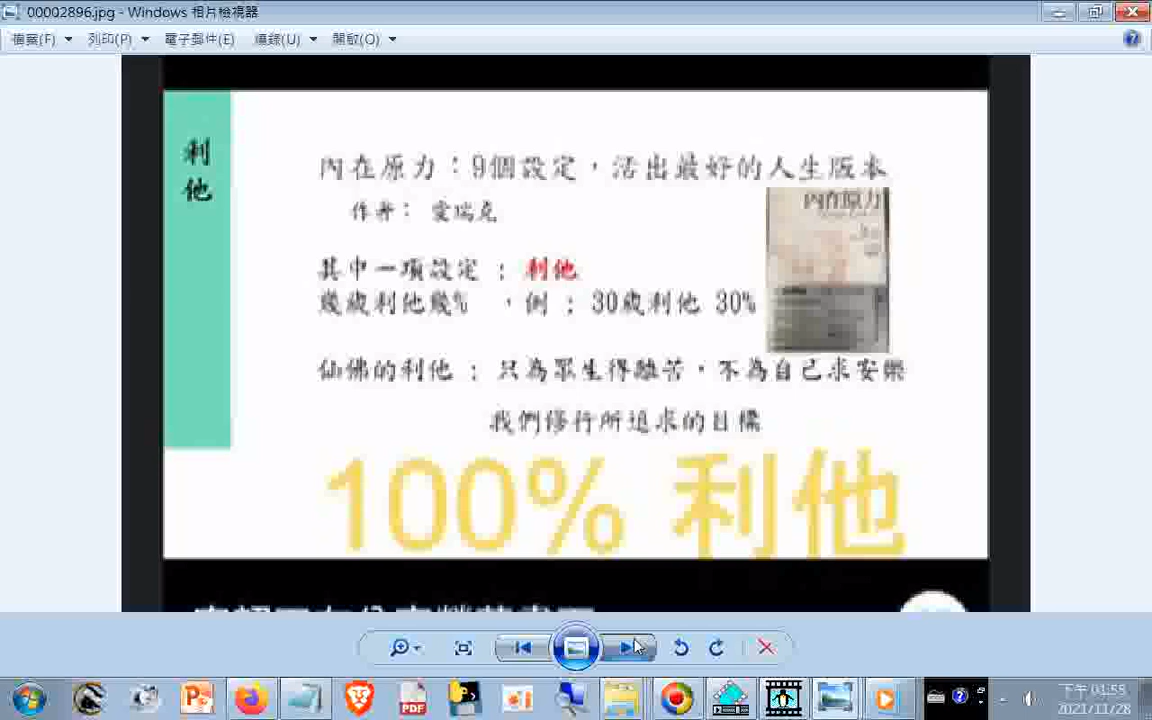 00002896.jpg - Windows 相片檢視器
檔案(F) 列印(P) 電子郵件(E) 燒錄(U) 開啟(O)
利他
內在原力：9個設定，活出最好的人生版本
作者： 愛瑞克
內在原力
其中一項設定 ： 利他
幾歲利他幾% ，例 ： 30歲利他 30%
仙佛的利他 ： 只為眾生得離苦，不為自己求安樂
我們修行所追求的目標
100% 利他
PDF
下午 01:55
2021/11/28